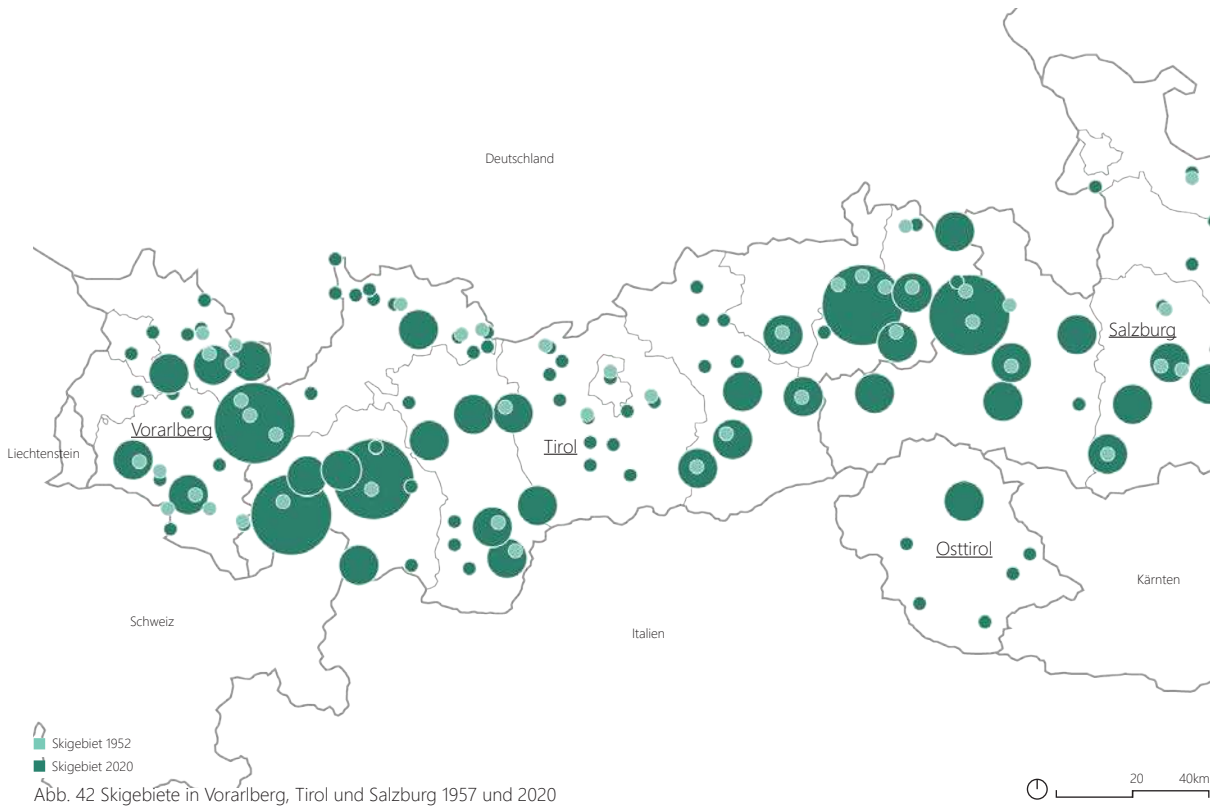 Deutschland
Salzburg
Vorarlberg
Liechtenstein
Tirol
Osttirol
Kärnten
Schweiz
Italien
Skigebiet 1952
Skigebiet 2020
Abb. 42 Skigebiete in Vorarlberg, Tirol und Salzburg 1957 und 2020
20 40km